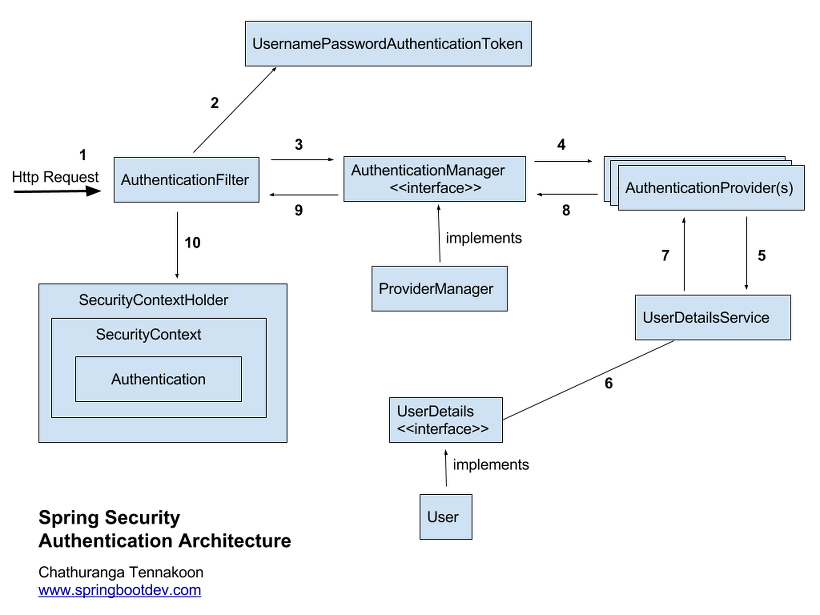 UsernamePasswordAuthenticationToken
2
1
Http Request
AuthenticationFilter
3
9
AuthenticationManager
<<interface>>
4
8
AuthenticationProvider(s)
implements
ProviderManager
10
7
5
SecurityContextHolder
SecurityContext
Authentication
UserDetailsService
6
UserDetails
<<interface>>
implements
User
Spring Security
Authentication Architecture
Chathuranga Tennakoon
www.springbootdev.com